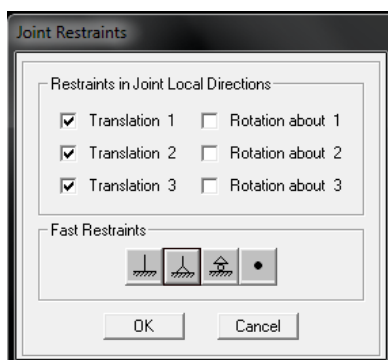 Joint Restraints
Restraints in Joint Local Directions
Translation 1 Rotation about 1
Translation 2 Rotation about 2
Translation 3 Rotation about 3
Fast Restraints
OK Cancel